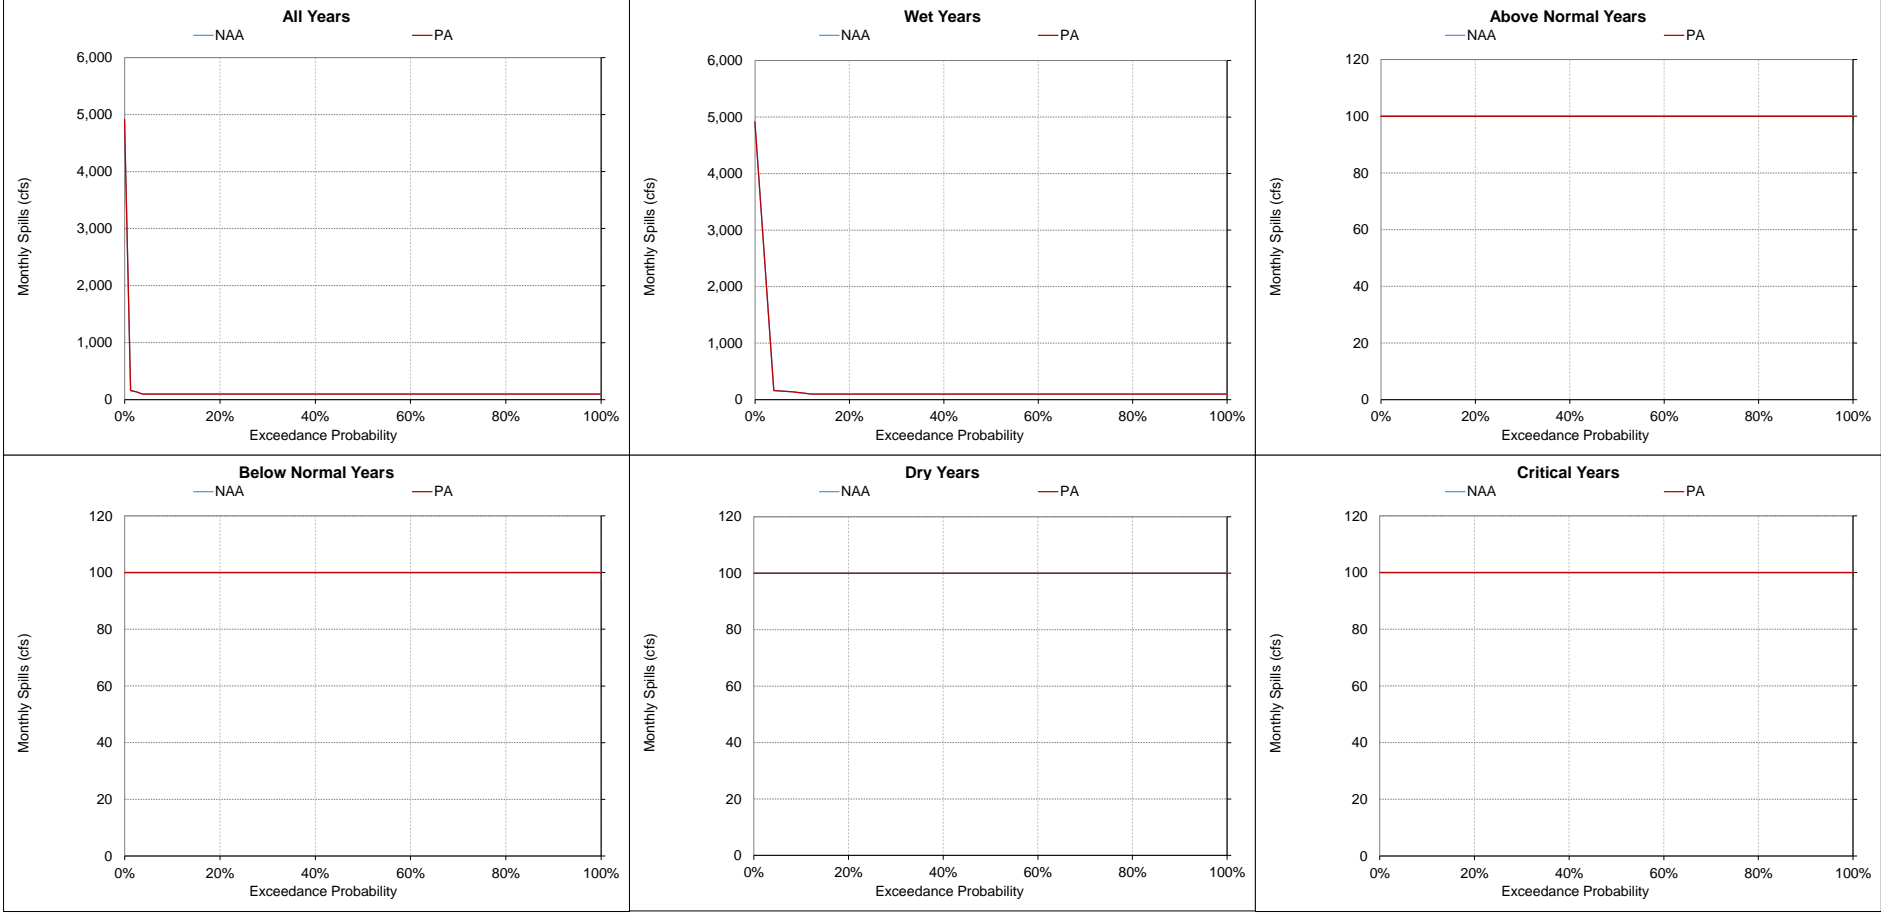 All Years
NAA PA
6,000
5,000
4,000
3,000
2,000
1,000
0
Monthly Spills (cfs)
0% 20% 40% 60% 80% 100%
Exceedance Probability
Wet Years
NAA PA
6,000
5,000
4,000
3,000
2,000
1,000
0
Monthly Spills (cfs)
0% 20% 40% 60% 80% 100%
Exceedance Probability
Above Normal Years
NAA PA
120
100
80
60
40
20
0
Monthly Spills (cfs)
0% 20% 40% 60% 80% 100%
Exceedance Probability
Below Normal Years
NAA PA
120
100
80
60
40
20
0
Monthly Spills (cfs)
0% 20% 40% 60% 80% 100%
Exceedance Probability
Dry Years
NAA PA
120
100
80
60
40
20
0
Monthly Spills (cfs)
0% 20% 40% 60% 80% 100%
Exceedance Probability
Critical Years
NAA PA
120
100
80
60
40
20
0
Monthly Spills (cfs)
0% 20% 40% 60% 80% 100%
Exceedance Probability